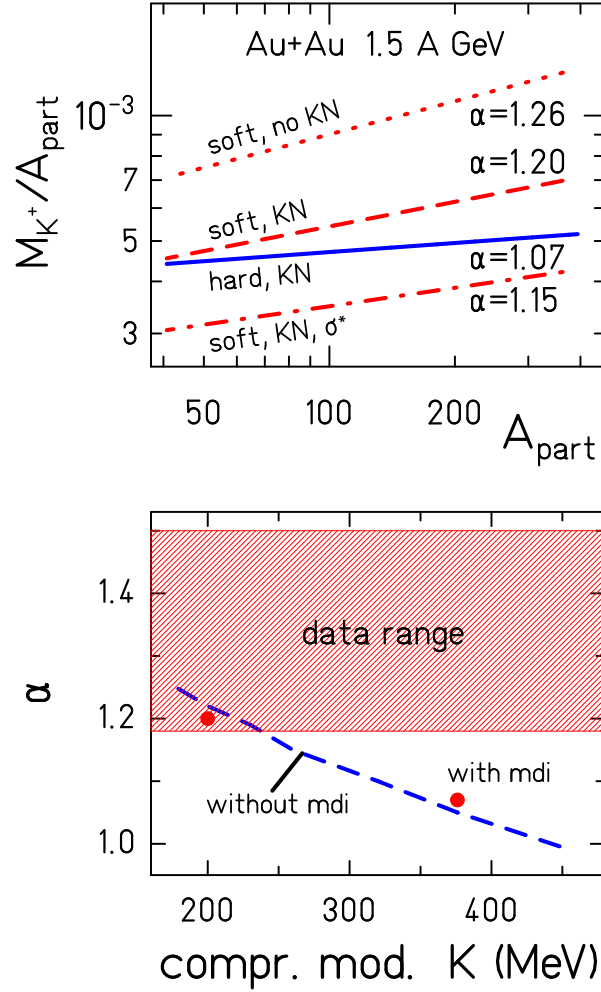 Au+Au 1.5 A GeV
M_K⁺/A_part
10⁻³
7
5
3
soft, no KN
α=1.26
α=1.20
soft, KN
hard, KN
α=1.07
α=1.15
soft, KN, σ*
50
100
200
A_part
α
1.4
1.2
1.0
data range
with mdi
without mdi
200
300
400
compr. mod. K (MeV)